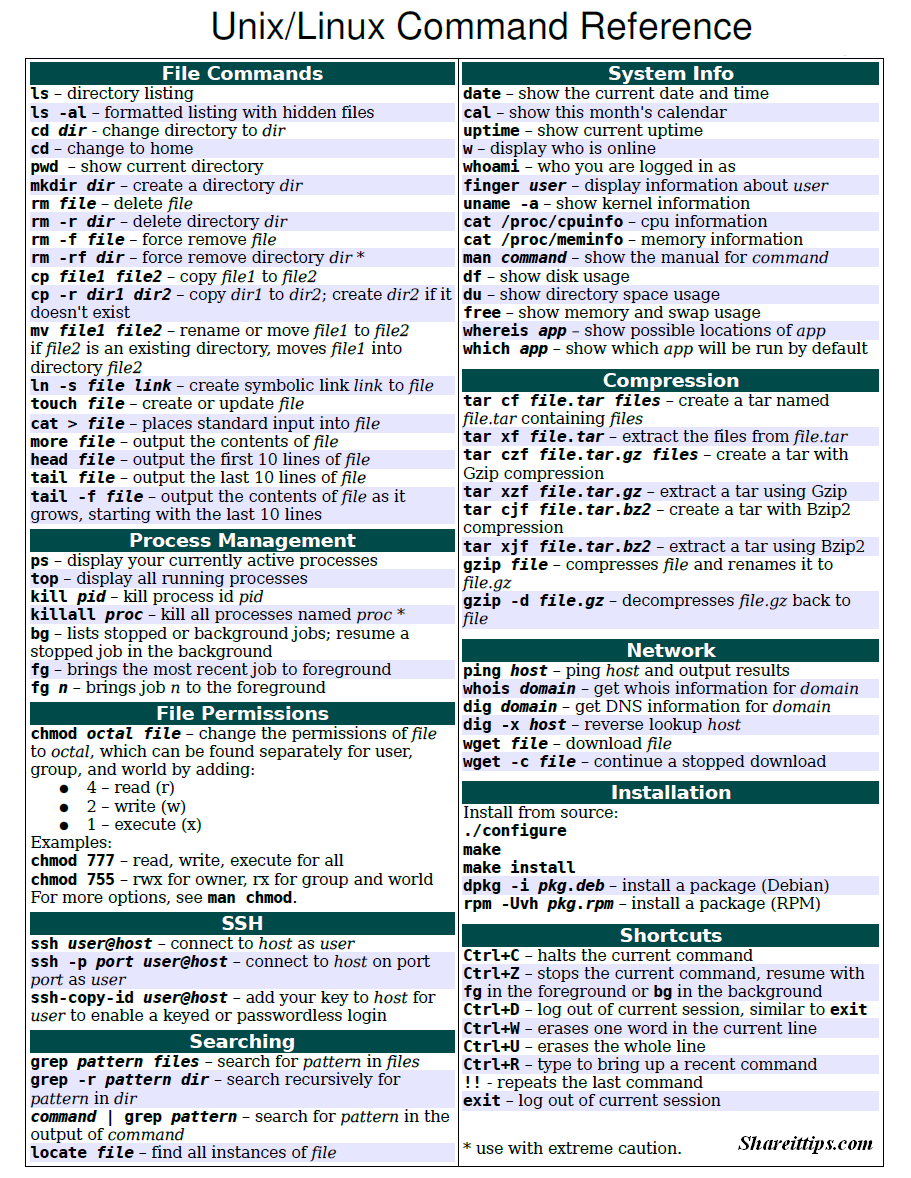 Unix/Linux Command Reference
File Commands
ls – directory listing
ls -al – formatted listing with hidden files
cd dir - change directory to dir
cd – change to home
pwd – show current directory
mkdir dir – create a directory dir
rm file – delete file
rm -r dir – delete directory dir
rm -f file – force remove file
rm -rf dir – force remove directory dir *
cp file1 file2 – copy file1 to file2
cp -r dir1 dir2 – copy dir1 to dir2; create dir2 if it
doesn't exist
mv file1 file2 – rename or move file1 to file2
if file2 is an existing directory, moves file1 into
directory file2
ln -s file link – create symbolic link link to file
touch file – create or update file
cat > file – places standard input into file
more file – output the contents of file
head file – output the first 10 lines of file
tail file – output the last 10 lines of file
tail -f file – output the contents of file as it
grows, starting with the last 10 lines
Process Management
ps – display your currently active processes
top – display all running processes
kill pid – kill process id pid
killall proc – kill all processes named proc *
bg – lists stopped or background jobs; resume a
stopped job in the background
fg – brings the most recent job to foreground
fg n – brings job n to the foreground
File Permissions
chmod octal file – change the permissions of file
to octal, which can be found separately for user,
group, and world by adding:
● 4 – read (r)
● 2 – write (w)
● 1 – execute (x)
Examples:
chmod 777 – read, write, execute for all
chmod 755 – rwx for owner, rx for group and world
For more options, see man chmod.
SSH
ssh user@host – connect to host as user
ssh -p port user@host – connect to host on port
port as user
ssh-copy-id user@host – add your key to host for
user to enable a keyed or passwordless login
Searching
grep pattern files – search for pattern in files
grep -r pattern dir – search recursively for
pattern in dir
command | grep pattern – search for pattern in the
output of command
locate file – find all instances of file
System Info
date – show the current date and time
cal – show this month's calendar
uptime – show current uptime
w – display who is online
whoami – who you are logged in as
finger user – display information about user
uname -a – show kernel information
cat /proc/cpuinfo – cpu information
cat /proc/meminfo – memory information
man command – show the manual for command
df – show disk usage
du – show directory space usage
free – show memory and swap usage
whereis app – show possible locations of app
which app – show which app will be run by default
Compression
tar cf file.tar files – create a tar named
file.tar containing files
tar xf file.tar – extract the files from file.tar
tar czf file.tar.gz files – create a tar with
Gzip compression
tar xzf file.tar.gz – extract a tar using Gzip
tar cjf file.tar.bz2 – create a tar with Bzip2
compression
tar xjf file.tar.bz2 – extract a tar using Bzip2
gzip file – compresses file and renames it to
file.gz
gzip -d file.gz – decompresses file.gz back to
file
Network
ping host – ping host and output results
whois domain – get whois information for domain
dig domain – get DNS information for domain
dig -x host – reverse lookup host
wget file – download file
wget -c file – continue a stopped download
Installation
Install from source:
./configure
make
make install
dpkg -i pkg.deb – install a package (Debian)
rpm -Uvh pkg.rpm – install a package (RPM)
Shortcuts
Ctrl+C – halts the current command
Ctrl+Z – stops the current command, resume with
fg in the foreground or bg in the background
Ctrl+D – log out of current session, similar to exit
Ctrl+W – erases one word in the current line
Ctrl+U – erases the whole line
Ctrl+R – type to bring up a recent command
!! - repeats the last command
exit – log out of current session
* use with extreme caution.
Shareittips.com